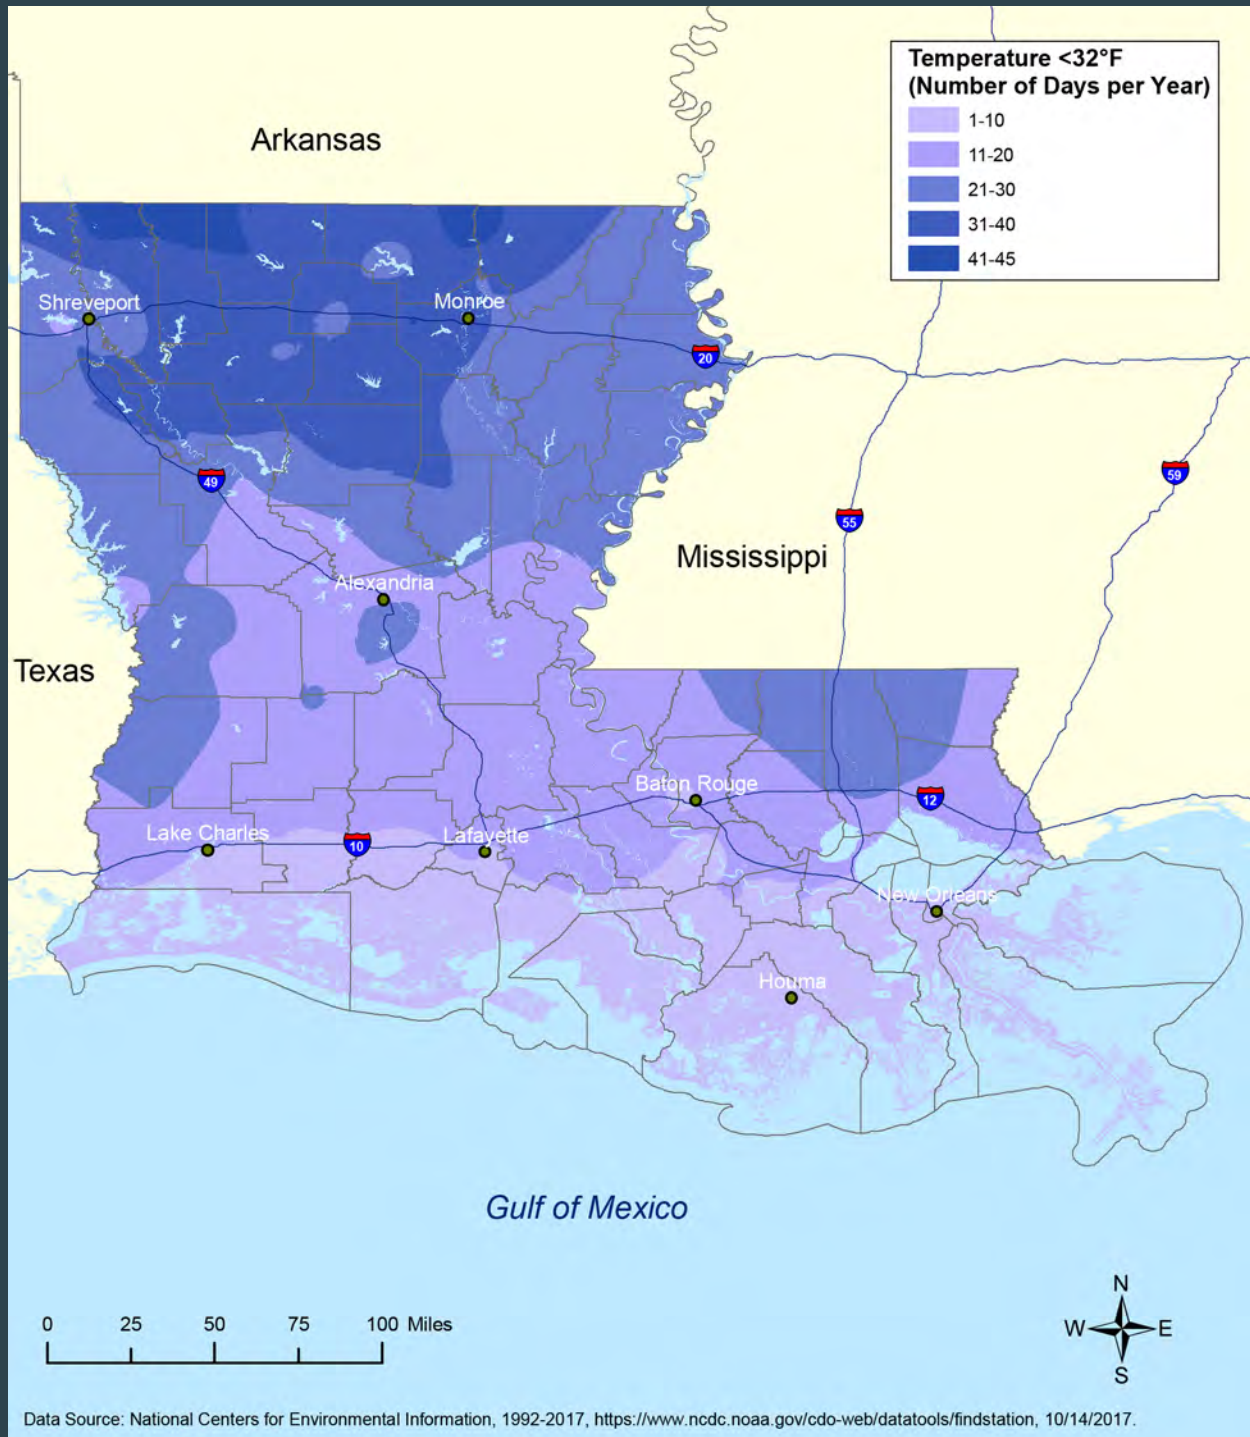 Temperature <32°F
(Number of Days per Year)
1-10
11-20
21-30
31-40
41-45
Arkansas
Shreveport
Monroe
20
49
59
55
Mississippi
Alexandria
Texas
Baton Rouge
12
Lake Charles
10
Lafayette
New Orleans
Houma
Gulf of Mexico
0 25 50 75 100 Miles
N
W E
S
Data Source: National Centers for Environmental Information, 1992-2017, https://www.ncdc.noaa.gov/cdo-web/datatools/findstation, 10/14/2017.